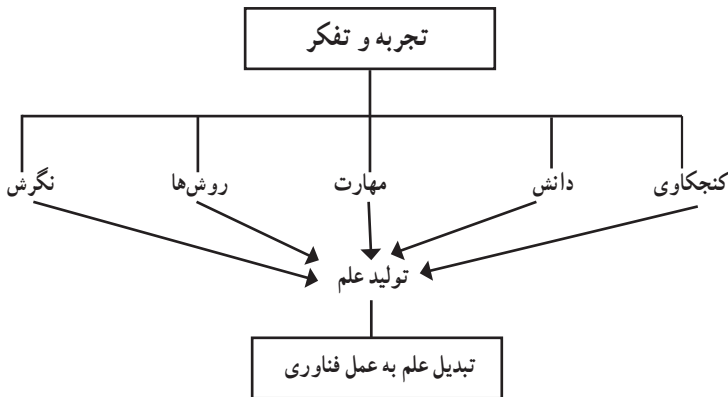 تجربه و تفکر
کنجکاوی دانش مهارت روش‌ها نگرش
تولید علم
تبدیل علم به عمل فناوری